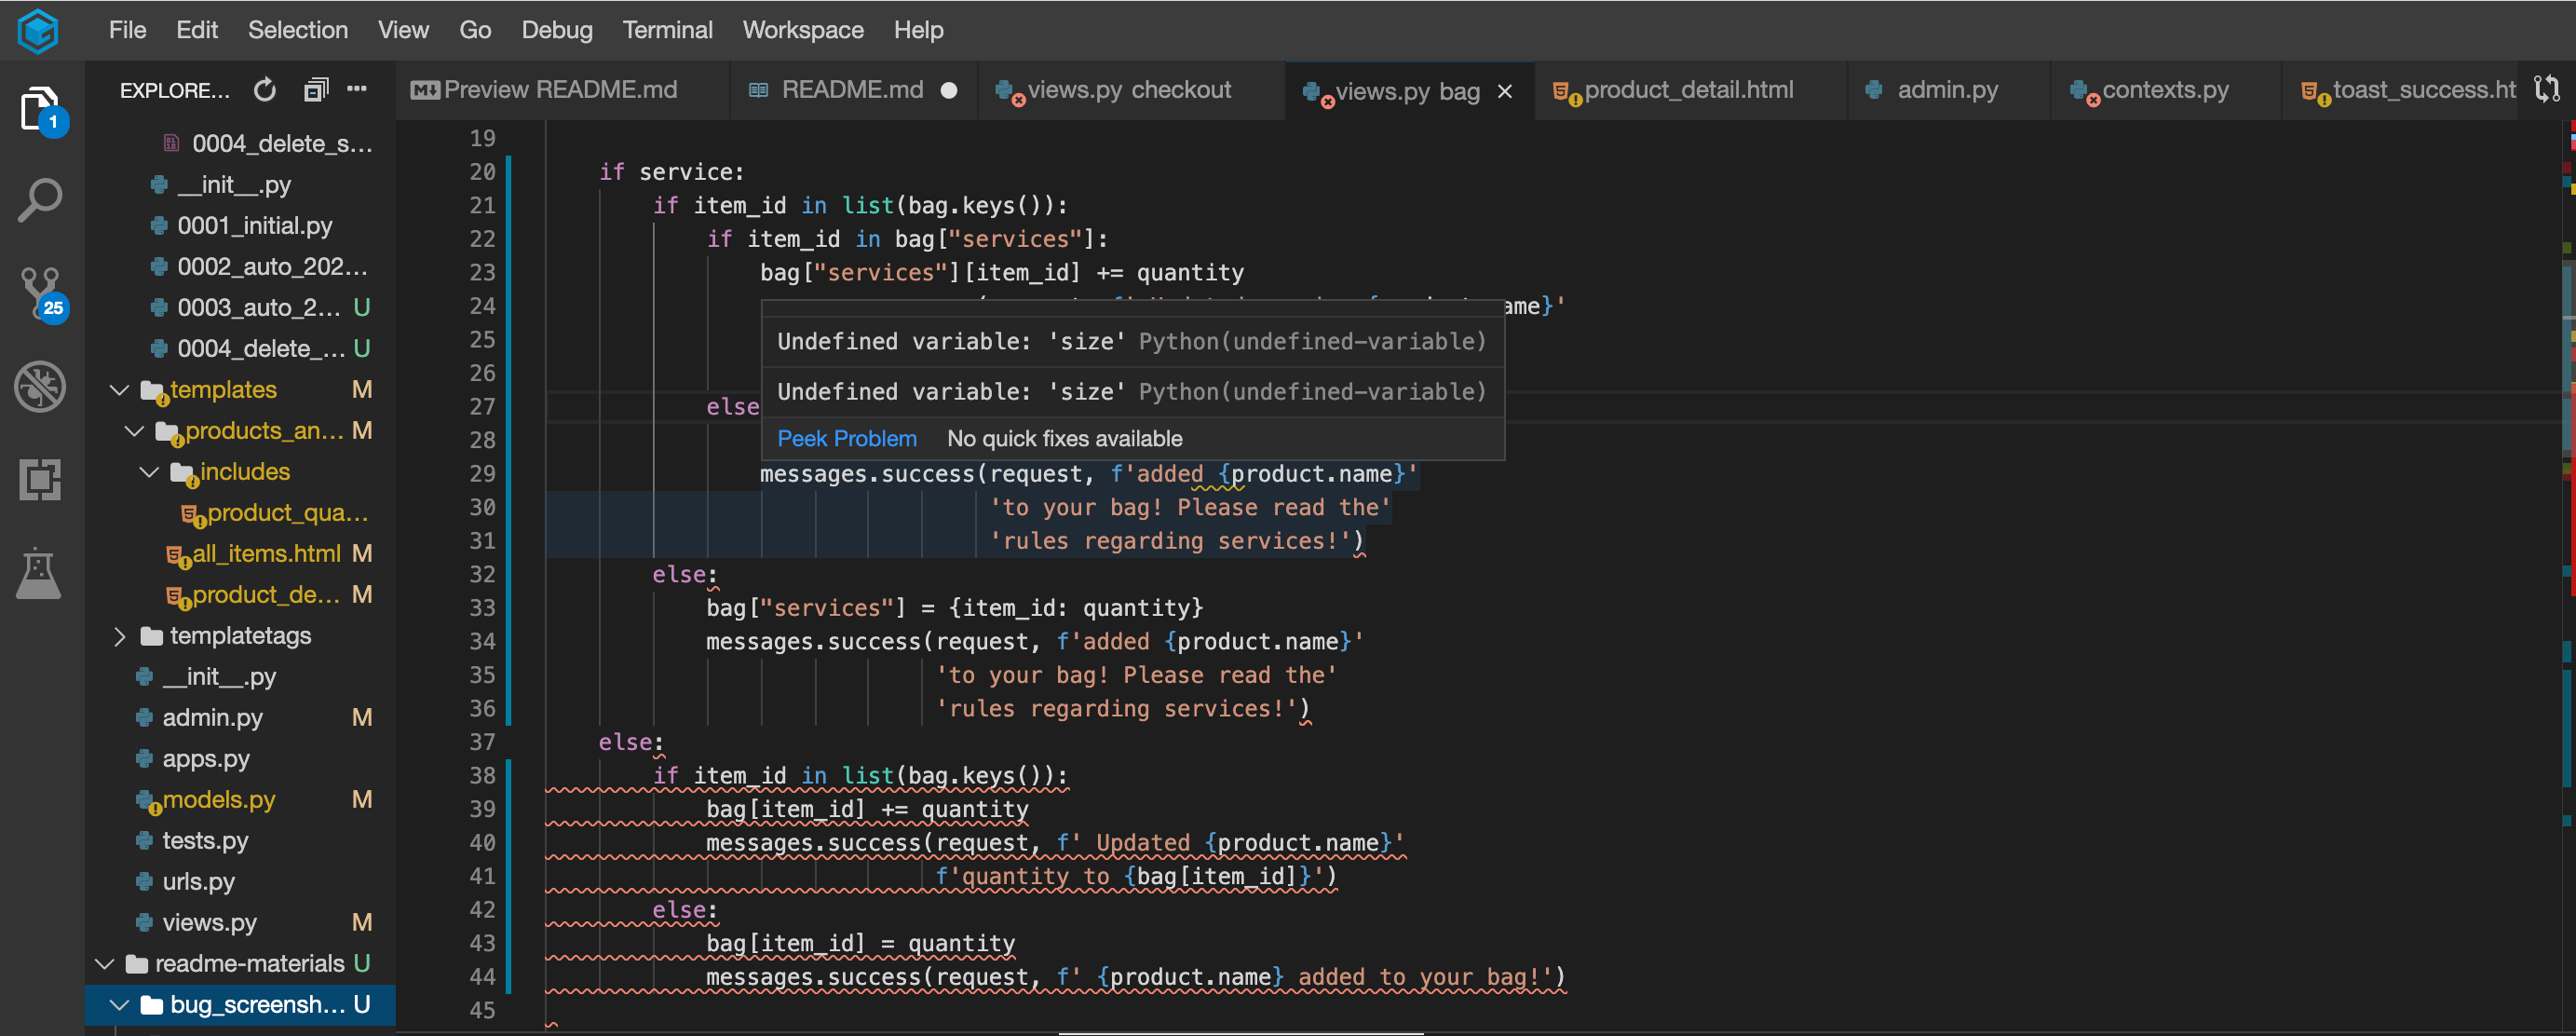 File Edit Selection View Go Debug Terminal Workspace Help
EXPLORE...
Preview README.md README.md views.py checkout views.py bag product_detail.html admin.py contexts.py toast_success.ht
1
25
0004_delete_s...
__init__.py
0001_initial.py
0002_auto_202...
0003_auto_2... U
0004_delete_... U
templates M
products_an... M
includes
product_qua...
all_items.html M
product_de... M
templatetags
__init__.py
admin.py M
apps.py
models.py M
tests.py
urls.py
views.py M
readme-materials U
bug_screensh... U
19
20 if service:
21 if item_id in list(bag.keys()):
22 if item_id in bag["services"]:
23 bag["services"][item_id] += quantity
24 ame}'
25
26
27 else
28
Undefined variable: 'size' Python(undefined-variable)
Undefined variable: 'size' Python(undefined-variable)
Peek Problem No quick fixes available
29 messages.success(request, f'added {product.name}'
30 'to your bag! Please read the'
31 'rules regarding services!')
32 else:
33 bag["services"] = {item_id: quantity}
34 messages.success(request, f'added {product.name}'
35 'to your bag! Please read the'
36 'rules regarding services!')
37 else:
38 if item_id in list(bag.keys()):
39 bag[item_id] += quantity
40 messages.success(request, f' Updated {product.name}'
41 f'quantity to {bag[item_id]}')
42 else:
43 bag[item_id] = quantity
44 messages.success(request, f' {product.name} added to your bag!')
45